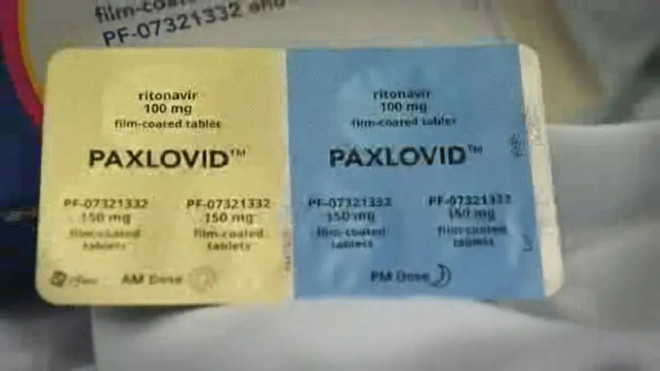 film-coated
PF-07321332 and
ritonavir
100 mg
film-coated tablet
PAXLOVID™
PF-07321332
150 mg
film-coated
tablets
PF-07321332
150 mg
film-coated
tablets
Pfizer
AM Dose
ritonavir
100 mg
film-coated tablet
PAXLOVID™
PF-07321332
150 mg
film-coated
tablets
PF-07321332
150 mg
film-coated
tablets
PM Dose